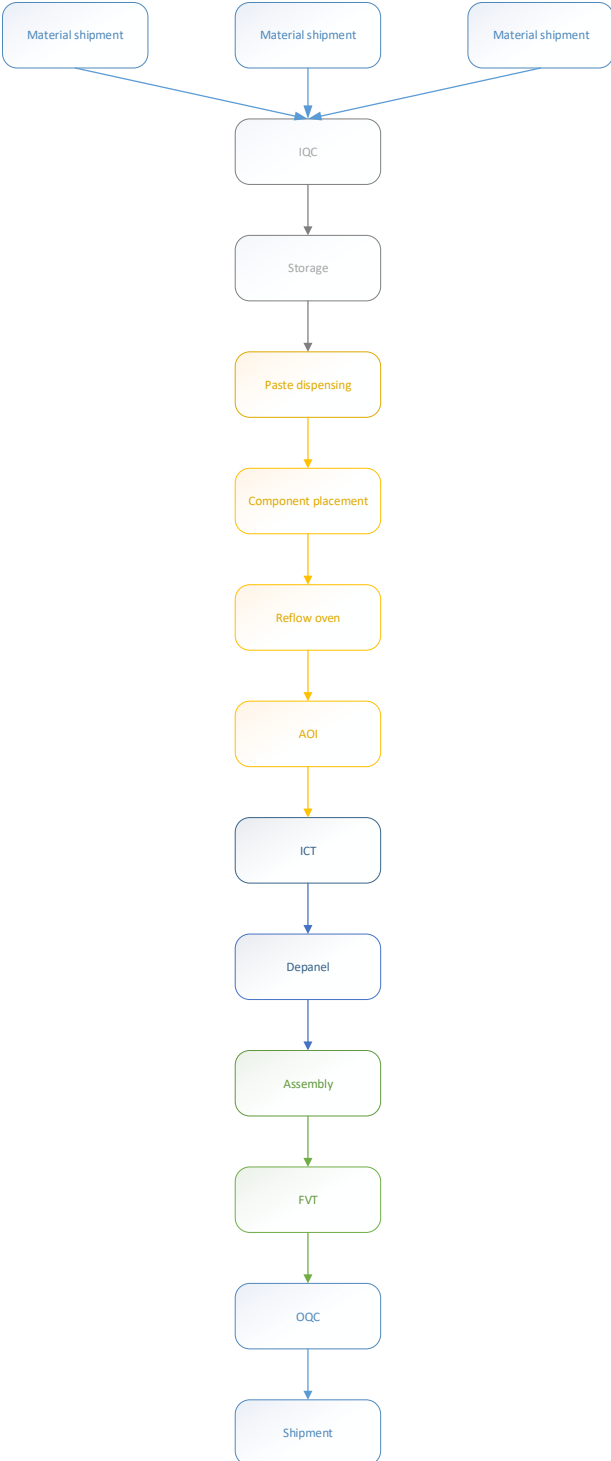 Material shipment
Material shipment
Material shipment
IQC
Storage
Paste dispensing
Component placement
Reflow oven
AOI
ICT
Depanel
Assembly
FVT
OQC
Shipment